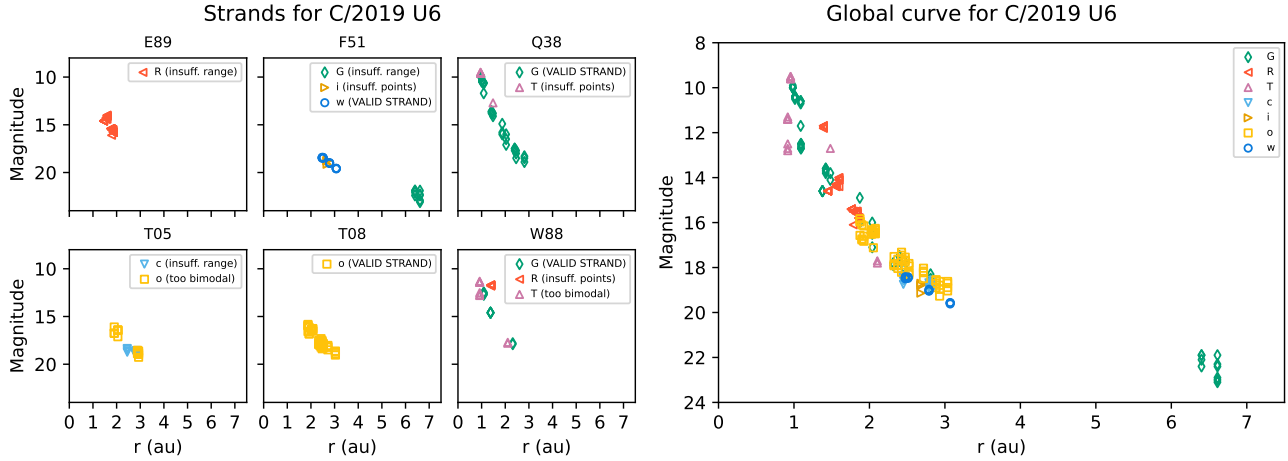 Strands for C/2019 U6
E89
F51
Q38
R (insuff. range)
G (insuff. range)
i (insuff. points)
w (VALID STRAND)
G (VALID STRAND)
T (insuff. points)
10
15
20
Magnitude
T05
T08
W88
c (insuff. range)
o (too bimodal)
o (VALID STRAND)
G (VALID STRAND)
R (insuff. points)
T (too bimodal)
10
15
20
Magnitude
0 1 2 3 4 5 6 7
0 1 2 3 4 5 6 7
0 1 2 3 4 5 6 7
r (au)
r (au)
r (au)
Global curve for C/2019 U6
8
10
12
14
16
18
20
22
24
Magnitude
G
R
T
c
i
o
w
0 1 2 3 4 5 6 7
r (au)